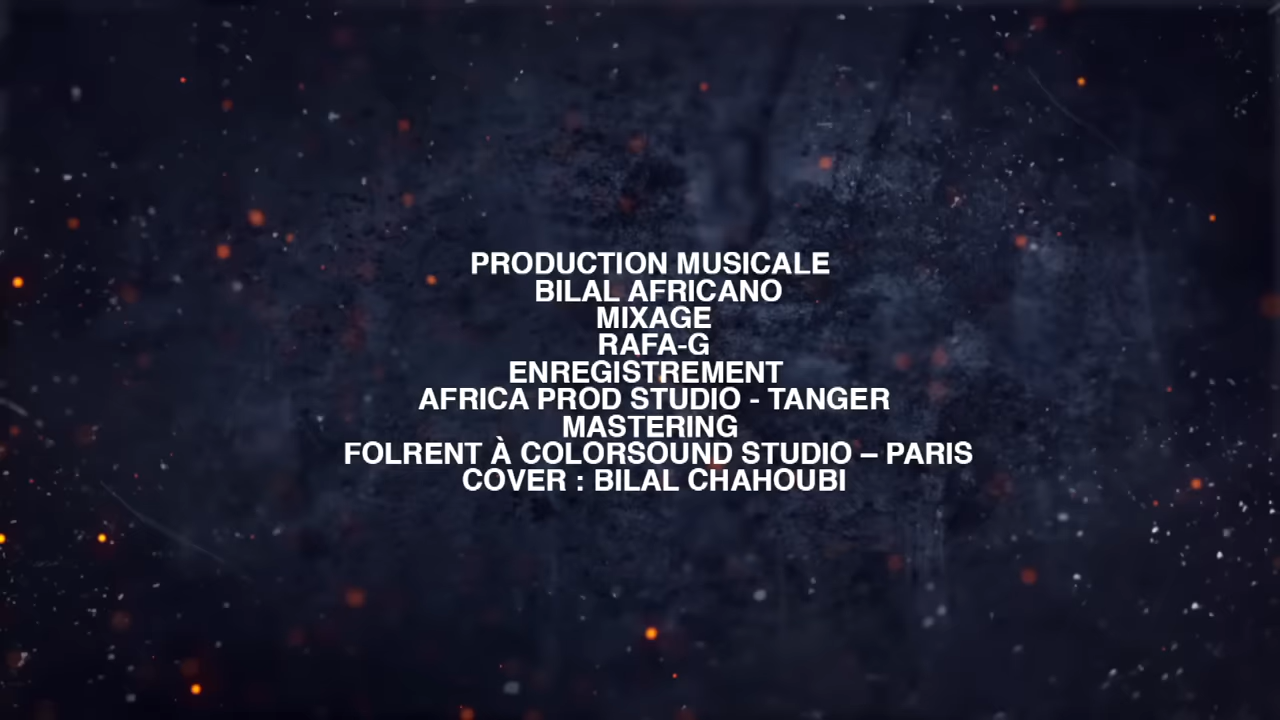 PRODUCTION MUSICALE
BILAL AFRICANO
MIXAGE
RAFA-G
ENREGISTREMENT
AFRICA PROD STUDIO - TANGER
MASTERING
FOLRENT À COLORSOUND STUDIO – PARIS
COVER : BILAL CHAHOUBI